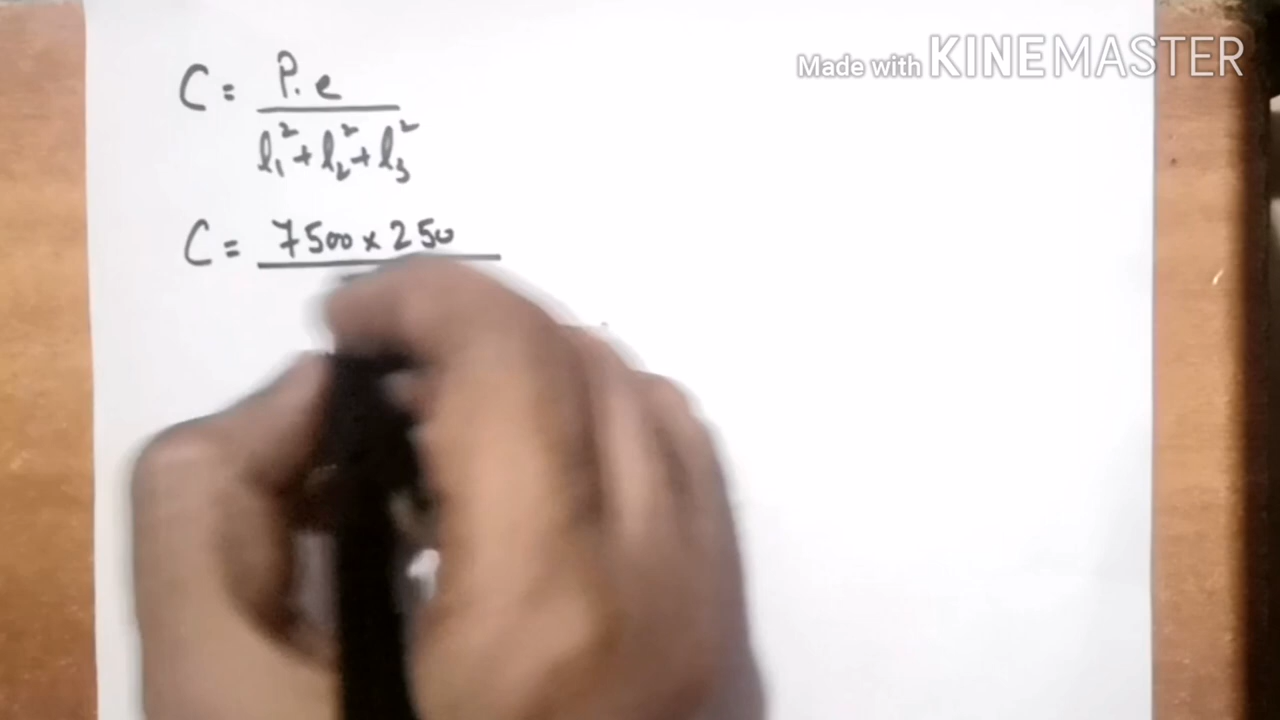 Made with KINEMASTER
C = P. e
l₁² + l₂² + l₃²
C = 7500 x 250